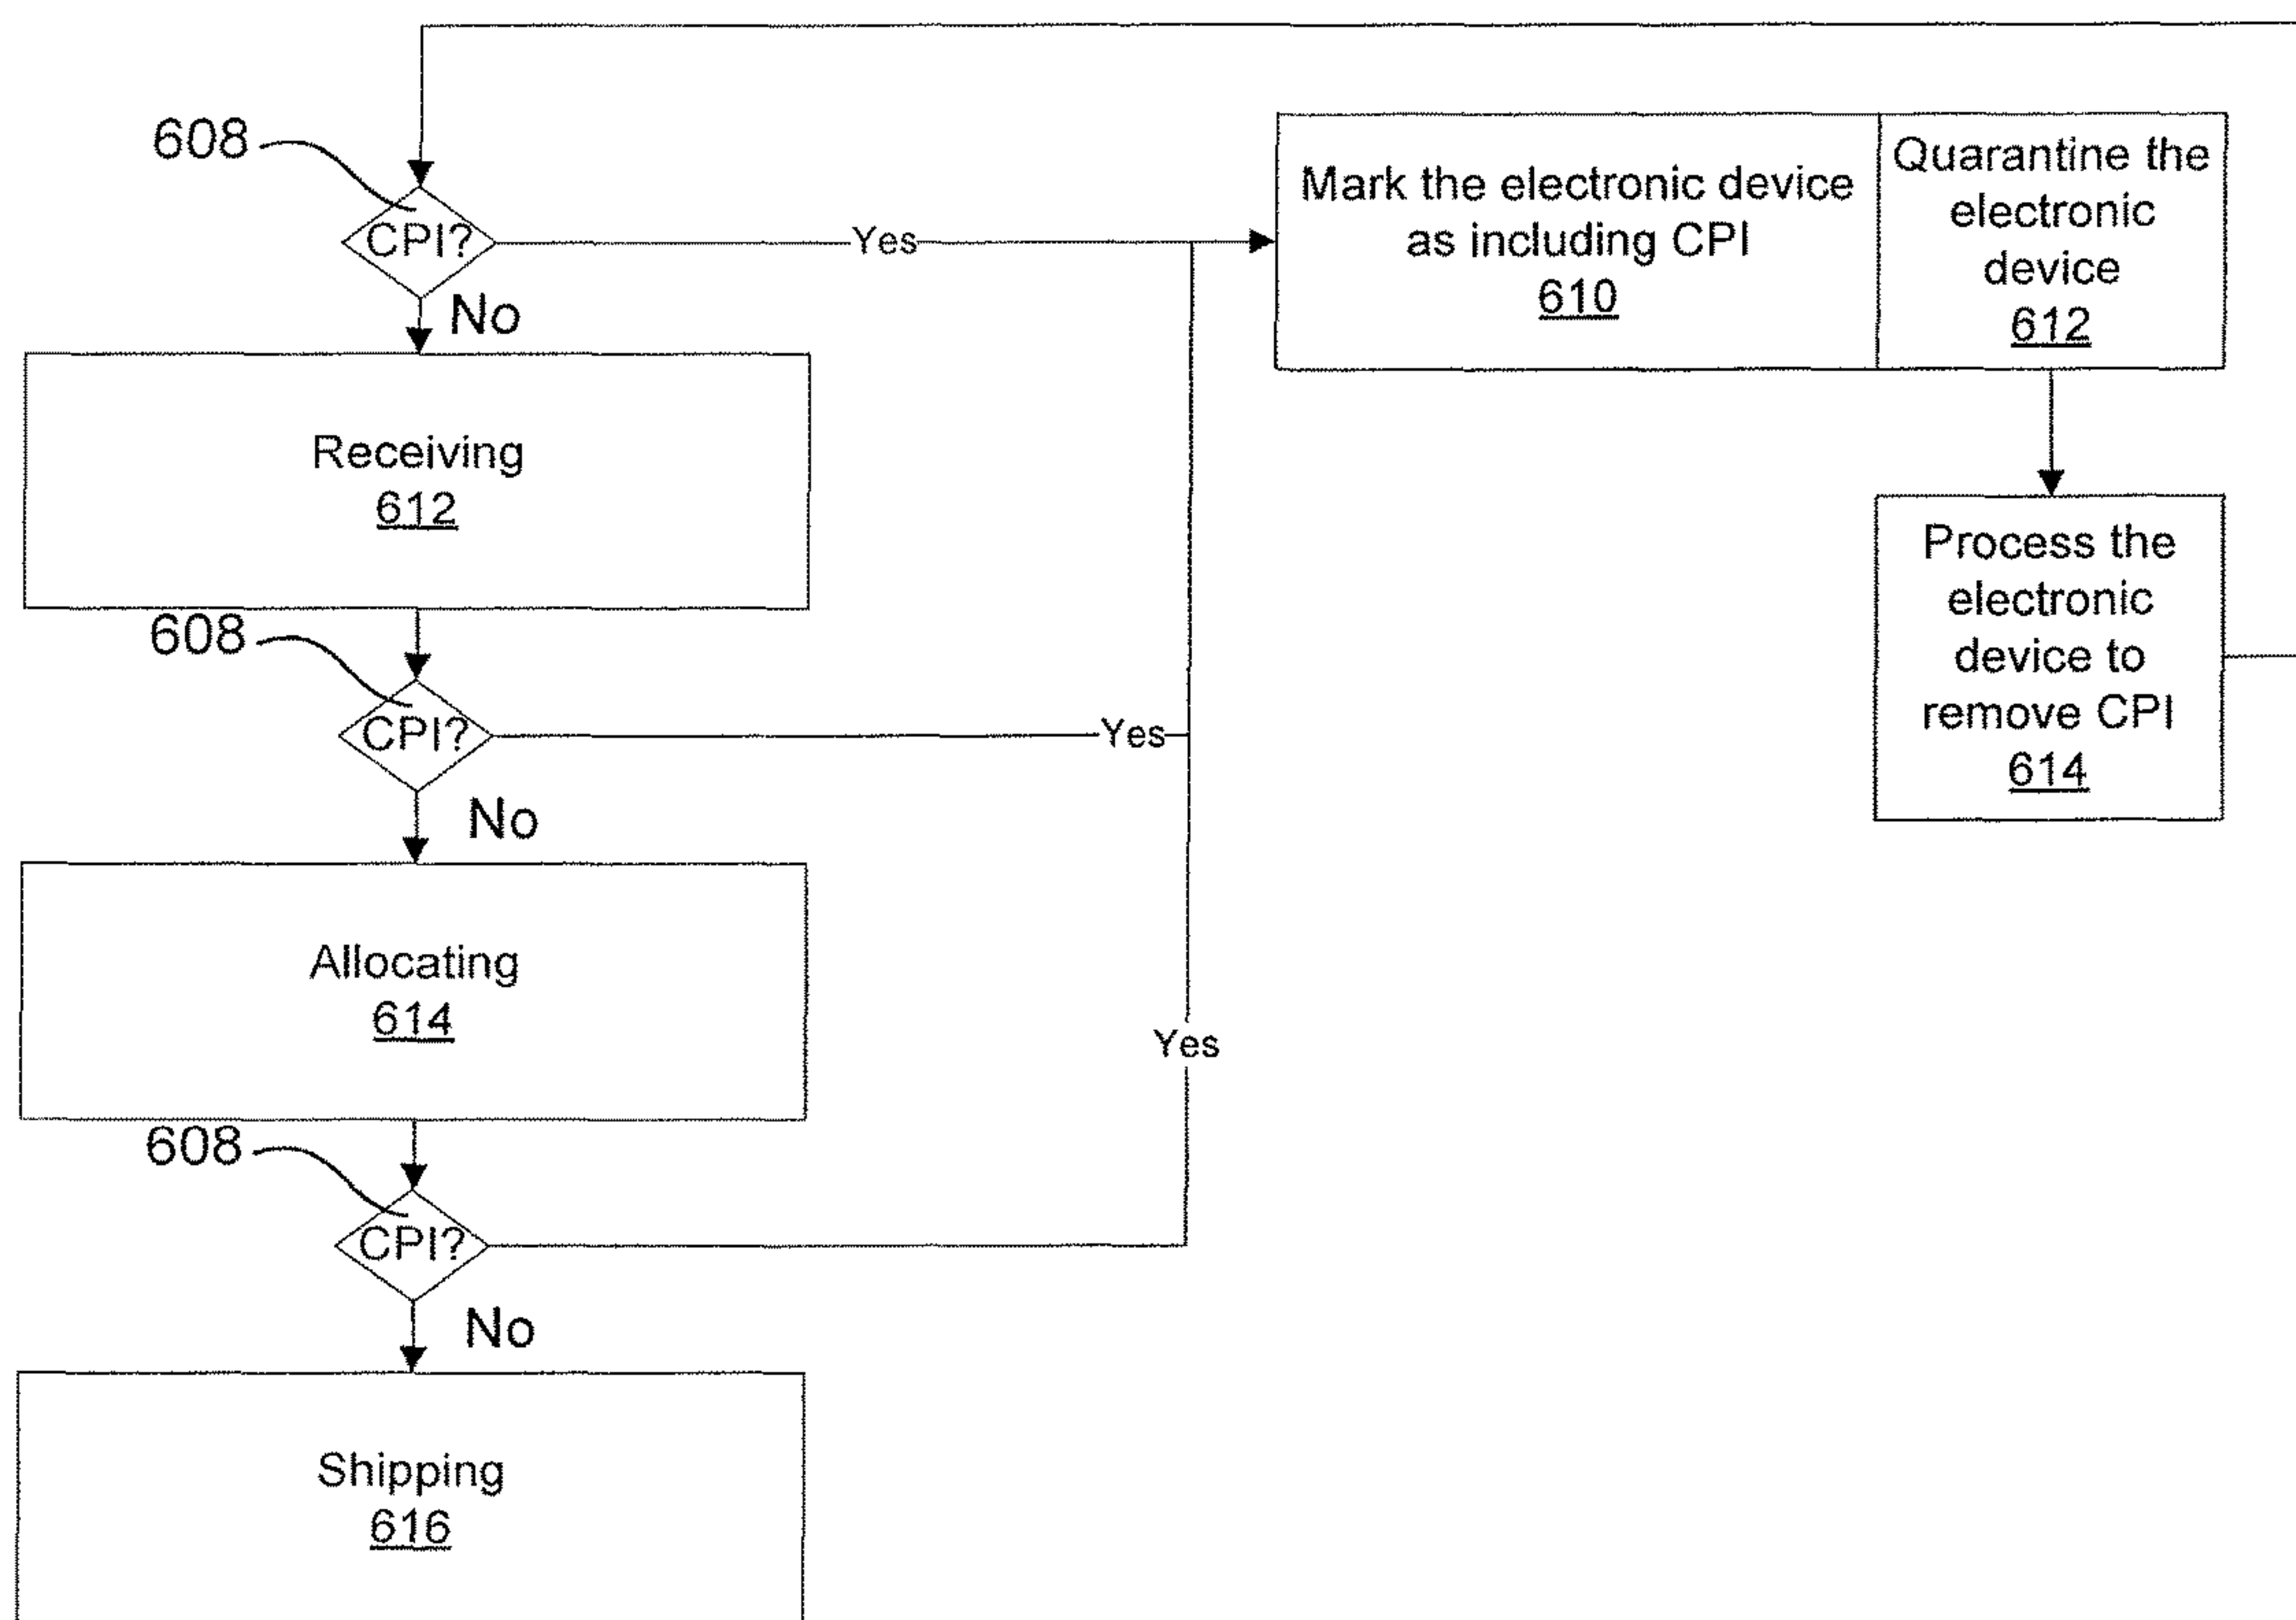 608
CPI?
Yes
No
Mark the electronic device
as including CPI
610
Quarantine the
electronic
device
612
Receiving
612
Process the
electronic
device to
remove CPI
614
608
CPI?
Yes
No
Allocating
614
Yes
608
CPI?
No
Shipping
616